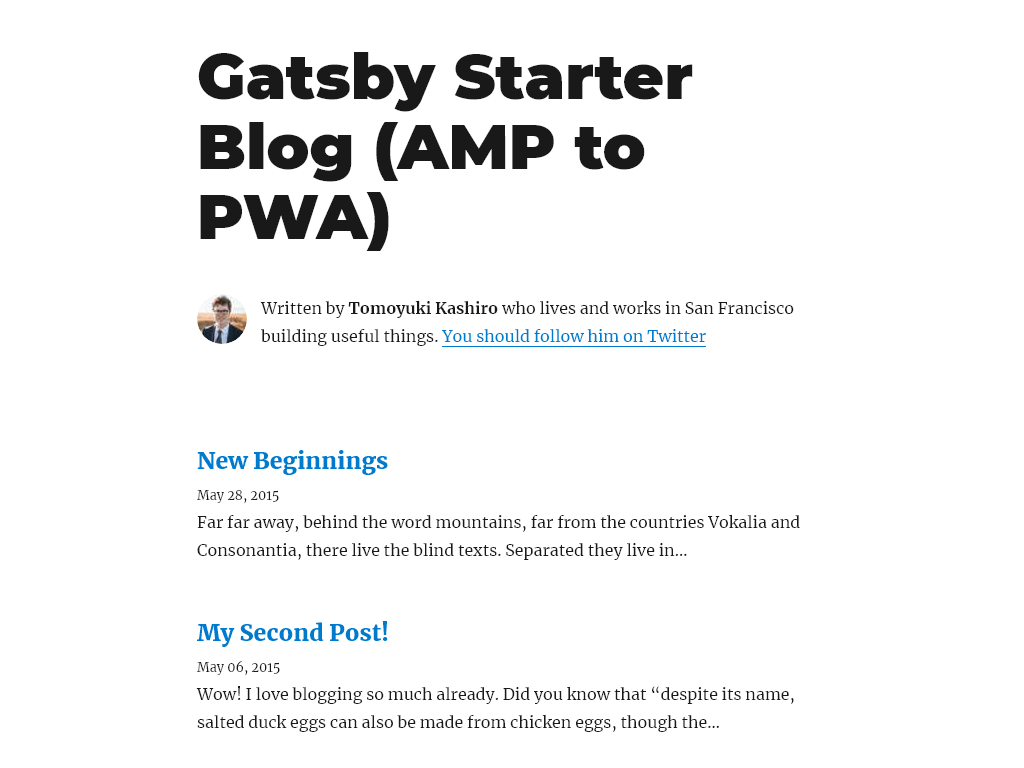 Gatsby Starter
Blog (AMP to
PWA)
Written by Tomoyuki Kashiro who lives and works in San Francisco
building useful things. You should follow him on Twitter
New Beginnings
May 28, 2015
Far far away, behind the word mountains, far from the countries Vokalia and
Consonantia, there live the blind texts. Separated they live in…
My Second Post!
May 06, 2015
Wow! I love blogging so much already. Did you know that “despite its name,
salted duck eggs can also be made from chicken eggs, though the…